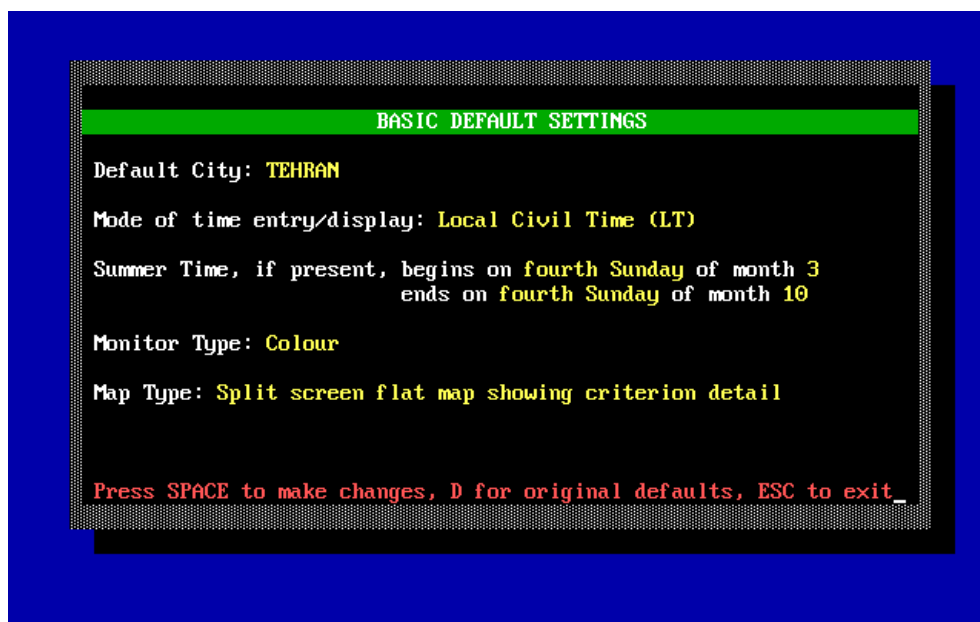 BASIC DEFAULT SETTINGS
Default City: TEHRAN
Mode of time entry/display: Local Civil Time (LT)
Summer Time, if present, begins on fourth Sunday of month 3
ends on fourth Sunday of month 10
Monitor Type: Colour
Map Type: Split screen flat map showing criterion detail
Press SPACE to make changes, D for original defaults, ESC to exit_